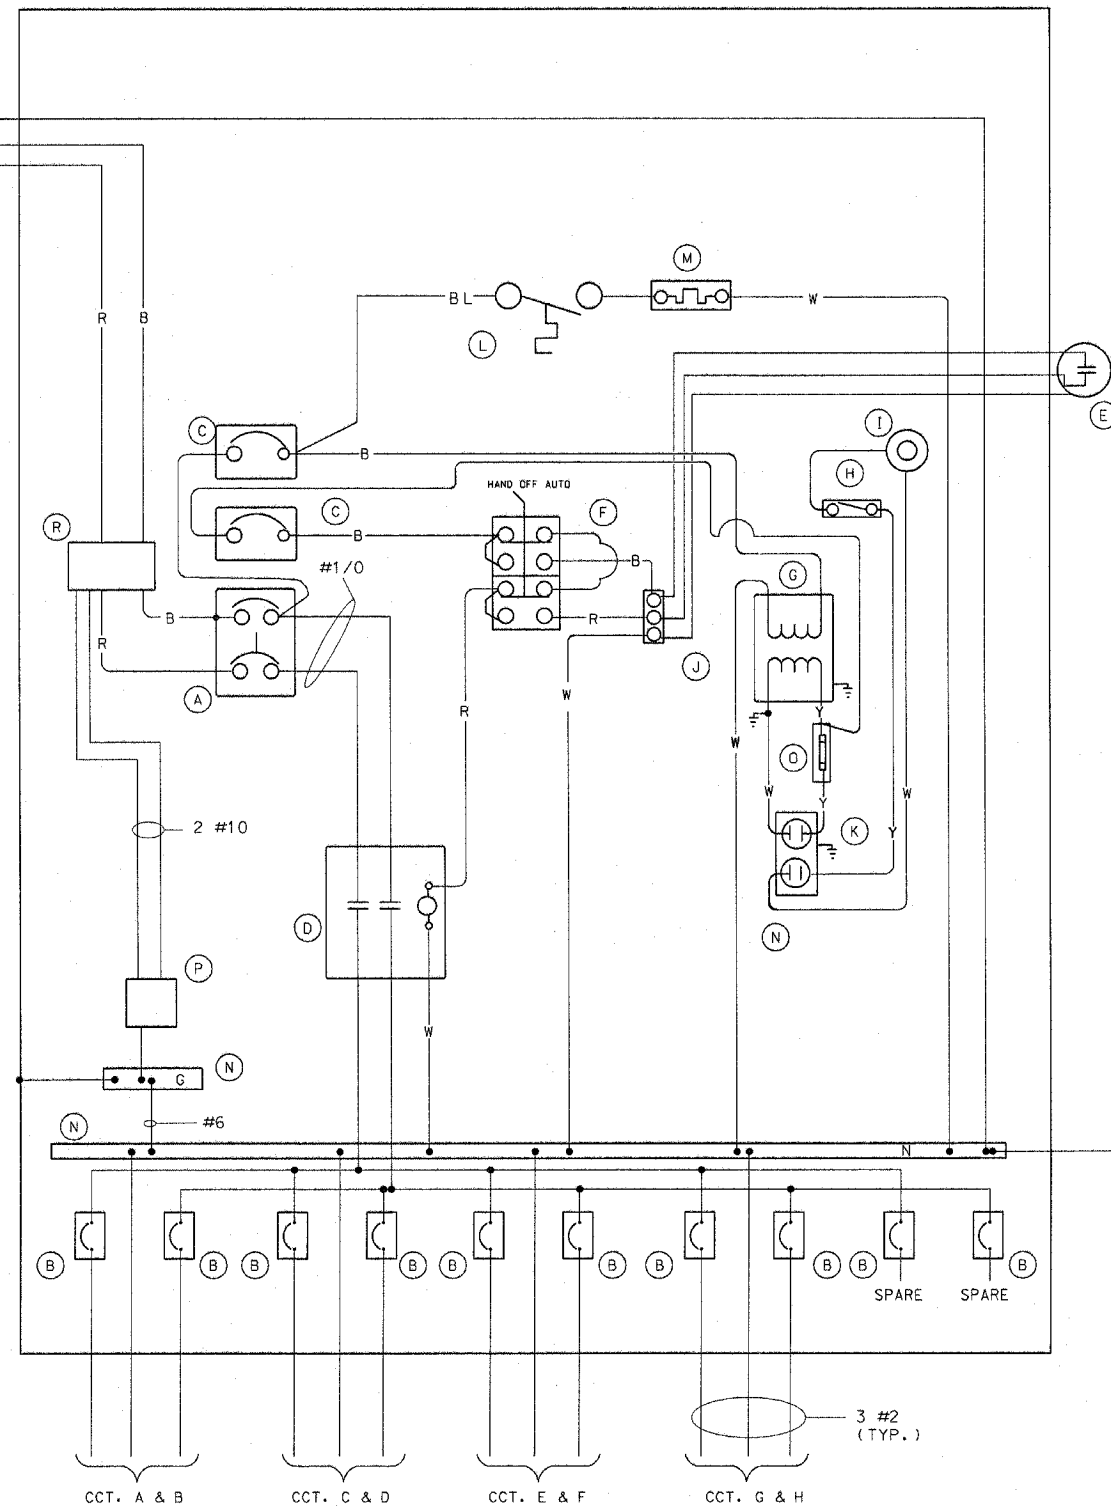 M
R B
BL
W
L
E
C
I
B
H
HAND OFF AUTO
C
F
R
B
#1/0
B
G
B
R
R
J
A
W
R
Y
W
O
W
Y
W
2 #10
K
Y
D
N
P
W
G
N
#6
N
N
B B B B B B B B B B
SPARE SPARE
3 #2
(TYP.)
CCT. A & B CCT. C & D CCT. E & F CCT. G & H